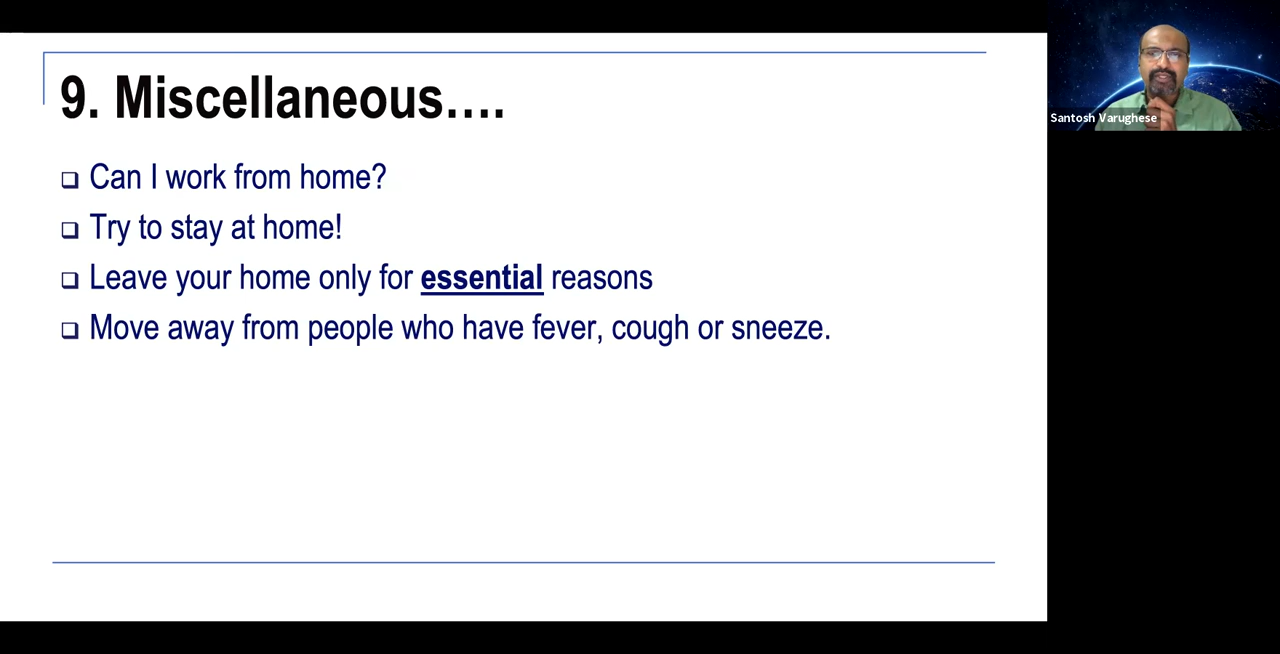 9. Miscellaneous....
Can I work from home?
Try to stay at home!
Leave your home only for essential reasons
Move away from people who have fever, cough or sneeze.
Santosh Varughese